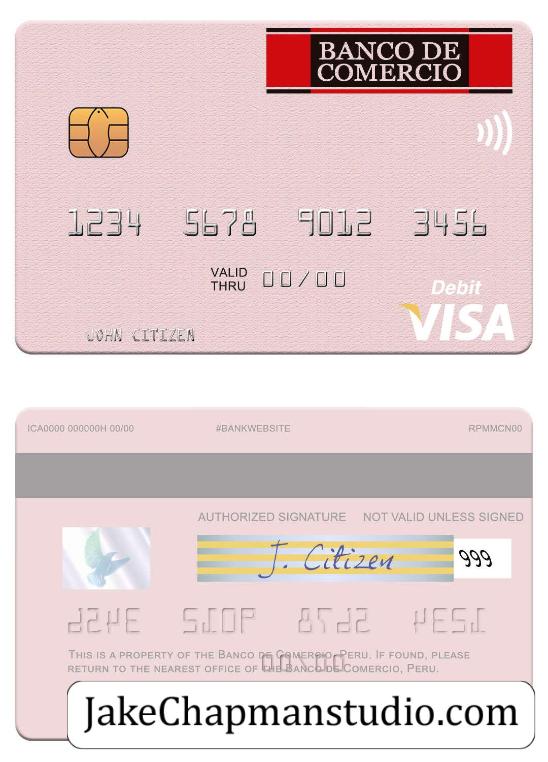 BANCO DE
COMERCIO
1234 5678 9012 3456
VALID
THRU 00/00
Debit
VISA
JOHN CITIZEN
ICA0000 000000H 00/00 #BANKWEBSITE RPMMCN00
AUTHORIZED SIGNATURE NOT VALID UNLESS SIGNED
J. Citizen 999
THIS IS A PROPERTY OF THE BANCO DE COMERCIO, PERU. IF FOUND, PLEASE
RETURN TO THE NEAREST OFFICE OF THE BANCO DE COMERCIO, PERU.
JakeChapmanstudio.com